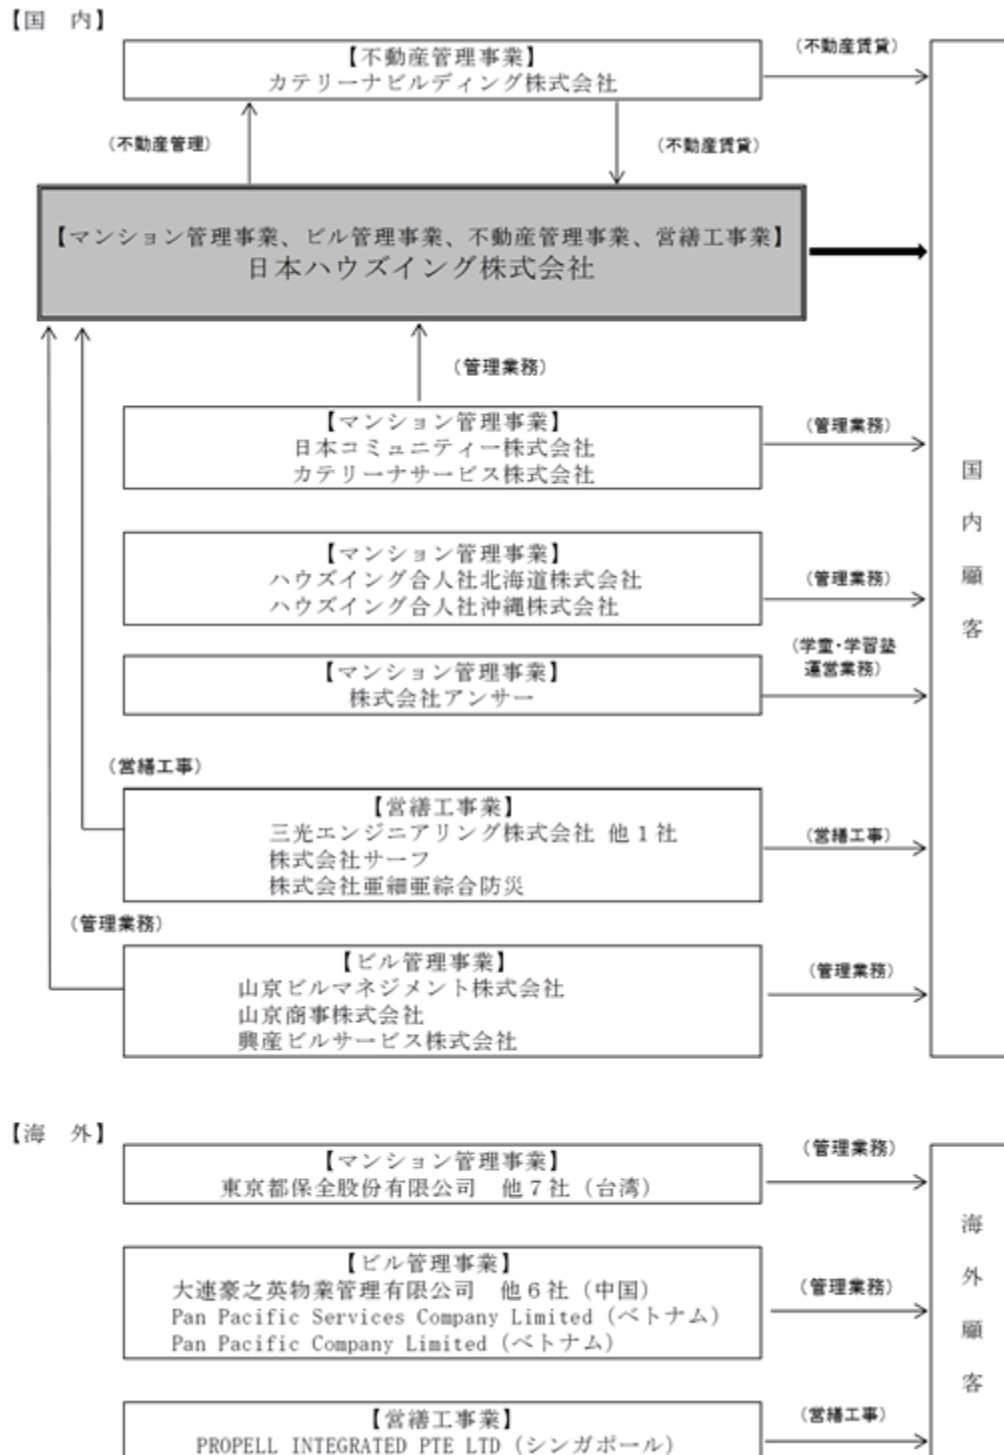 【国　内】
【不動産管理事業】
カテリーナビルディング株式会社
（不動産賃貸）
（不動産管理）
（不動産賃貸）
【マンション管理事業、ビル管理事業、不動産管理事業、営繕工事業】
日本ハウズイング株式会社
（管理業務）
【マンション管理事業】
日本コミュニティー株式会社
カテリーナサービス株式会社
（管理業務）
【マンション管理事業】
ハウズイング合人社北海道株式会社
ハウズイング合人社沖縄株式会社
（管理業務）
【マンション管理事業】
株式会社アンサー
（学童・学習塾
運営業務）
（営繕工事）
【営繕工事業】
三光エンジニアリング株式会社 他１社
株式会社サーフ
株式会社亜細亜綜合防災
（営繕工事）
（管理業務）
【ビル管理事業】
山京ビルマネジメント株式会社
山京商事株式会社
興産ビルサービス株式会社
（管理業務）
国内顧客
【海　外】
【マンション管理事業】
東京都保全股份有限公司　他７社（台湾）
（管理業務）
【ビル管理事業】
大連豪之英物業管理有限公司　他６社（中国）
Pan Pacific Services Company Limited（ベトナム）
Pan Pacific Company Limited（ベトナム）
（管理業務）
【営繕工事業】
PROPELL INTEGRATED PTE LTD（シンガポール）
（営繕工事）
海外顧客